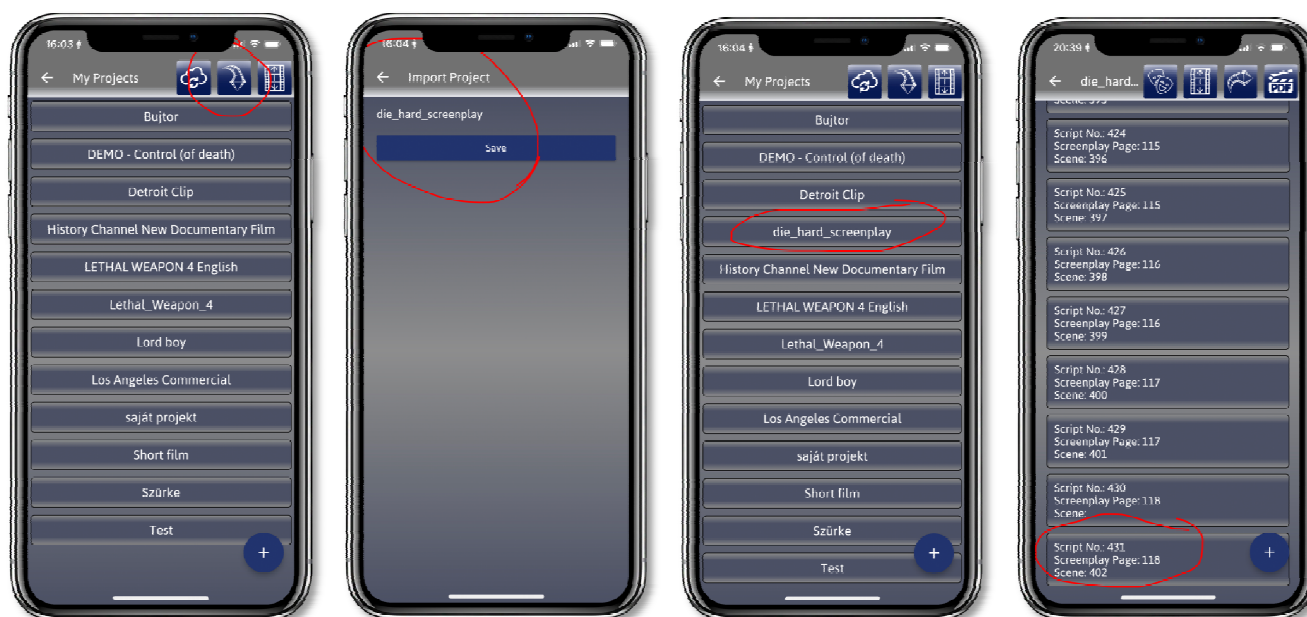 16:03
My Projects
Bujtor
DEMO - Control (of death)
Detroit Clip
History Channel New Documentary Film
LETHAL WEAPON 4 English
Lethal_Weapon_4
Lord boy
Los Angeles Commercial
saját projekt
Short film
Szürke
Test
+
16:04
Import Project
die_hard_screenplay
Save
16:04
My Projects
Bujtor
DEMO - Control (of death)
Detroit Clip
die_hard_screenplay
History Channel New Documentary Film
LETHAL WEAPON 4 English
Lethal_Weapon_4
Lord boy
Los Angeles Commercial
saját projekt
Short film
Szürke
Test
+
20:39
die_hard...
PDF
Scene: 395
Script No.: 424
Screenplay Page: 115
Scene: 396
Script No.: 425
Screenplay Page: 115
Scene: 397
Script No.: 426
Screenplay Page: 116
Scene: 398
Script No.: 427
Screenplay Page: 116
Scene: 399
Script No.: 428
Screenplay Page: 117
Scene: 400
Script No.: 429
Screenplay Page: 117
Scene: 401
Script No.: 430
Screenplay Page: 118
Scene:
Script No.: 431
Screenplay Page: 118
Scene: 402
+